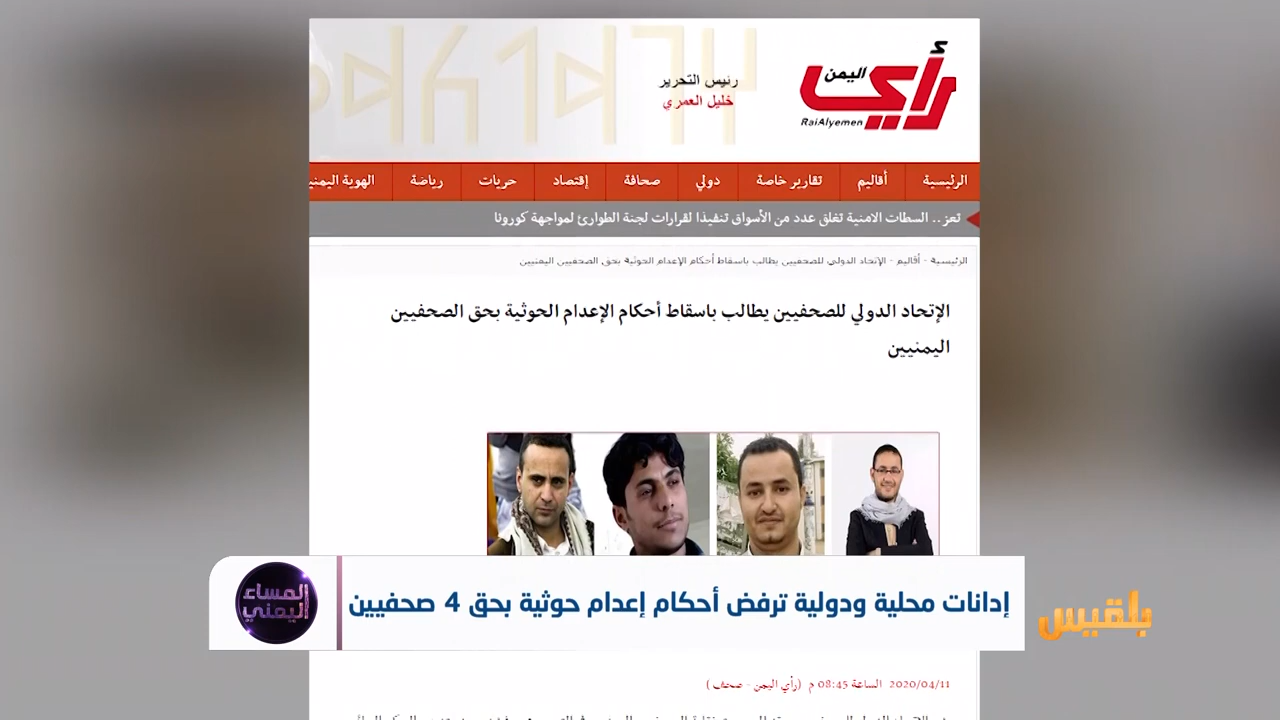 رأي اليمن
RaiAlyemen
رئيس التحرير
خليل العمري
الرئيسية أقاليم تقارير خاصة دولي صحافة إقتصاد حريات رياضة الهوية اليمني
تعز.. السطات الامنية تغلق عدد من الأسواق تنفيذا لقرارات لجنة الطوارئ لمواجهة كورونا
الرئيسية - أقاليم - الإتحاد الدولي للصحفيين يطالب باسقاط أحكام الإعدام الحوثية بحق الصحفيين اليمنيين
الإتحاد الدولي للصحفيين يطالب باسقاط أحكام الإعدام الحوثية بحق الصحفيين
اليمنيين
إدانات محلية ودولية ترفض أحكام إعدام حوثية بحق 4 صحفيين
المساء
اليمني
بلقيس
2020/04/11 الساعة 08:45 م (رأي اليمن - صحف )